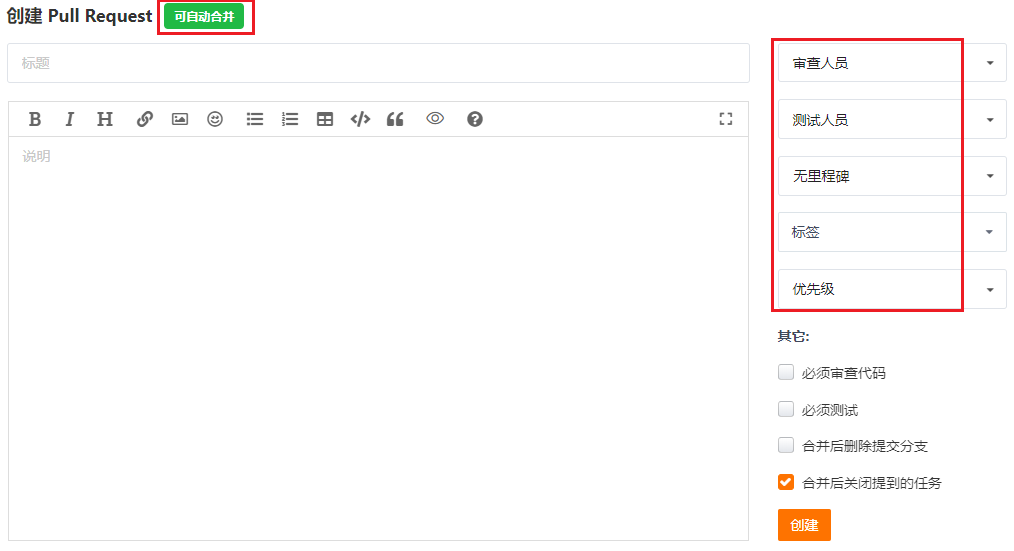 创建 Pull Request 可自动合并
标题
说明
审查人员
测试人员
无里程碑
标签
优先级
其它:
必须审查代码
必须测试
合并后删除提交分支
合并后关闭提到的任务
创建